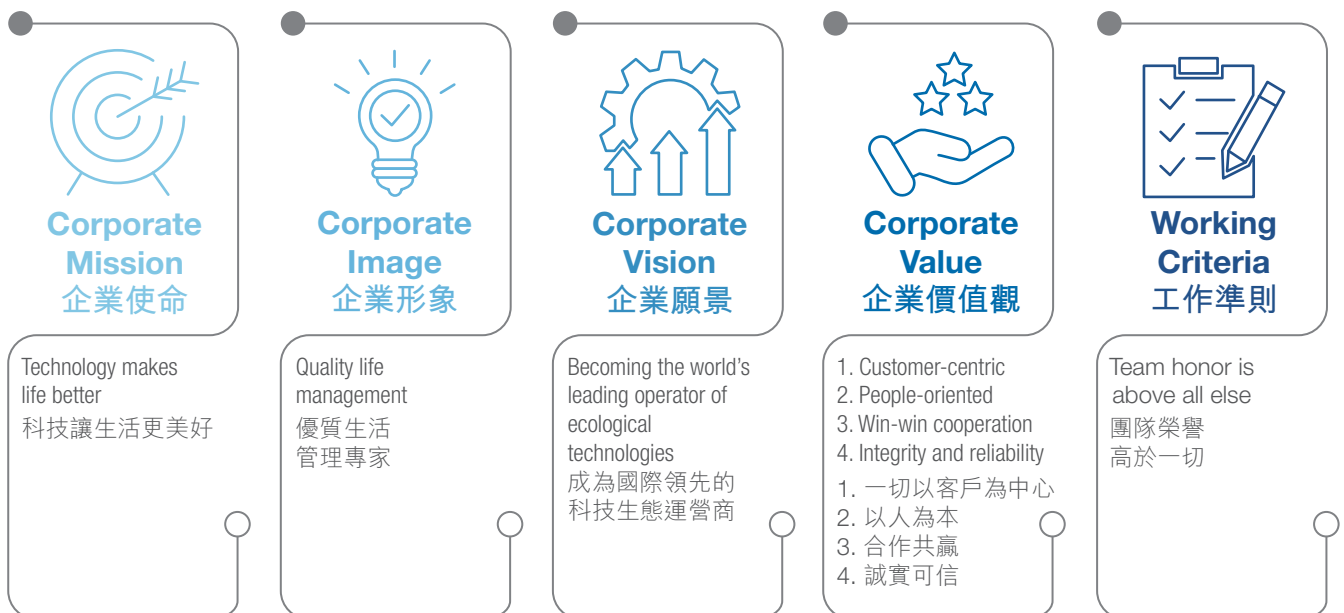 Corporate
Mission
企業使命
Technology makes
life better
科技讓生活更美好
Corporate
Image
企業形象
Quality life
management
優質生活
管理專家
Corporate
Vision
企業願景
Becoming the world's
leading operator of
ecological
technologies
成為國際領先的
科技生態運營商
Corporate
Value
企業價值觀
1. Customer-centric
2. People-oriented
3. Win-win cooperation
4. Integrity and reliability
1. 一切以客戶為中心
2. 以人為本
3. 合作共贏
4. 誠實可信
Working
Criteria
工作準則
Team honor is
above all else
團隊榮譽
高於一切